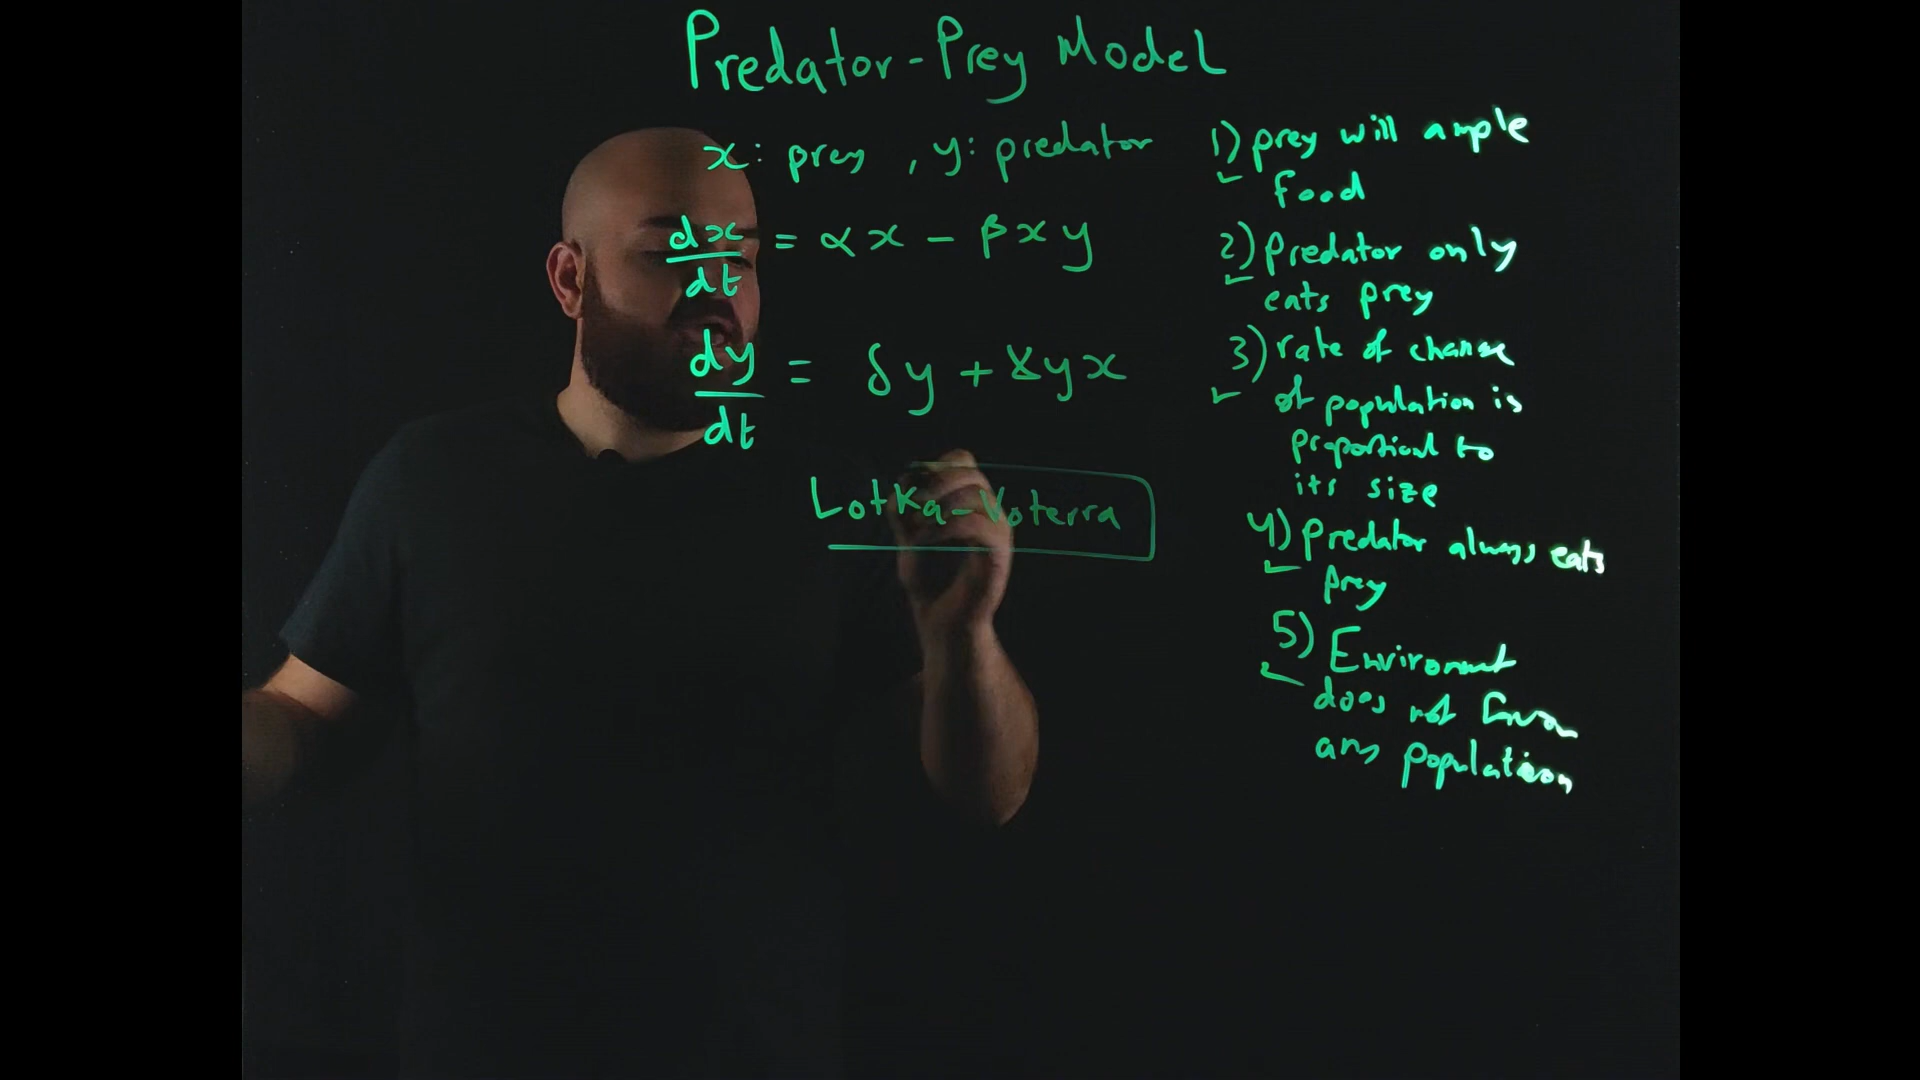 Predator-Prey Model
x: prey , y: predator
dx/dt = αx - βxy
dy/dt = δy + γyx
Lotka-Voterra
1) prey will ample
food
2) Predator only
eats prey
3) rate of change
of population is
proportional to
its size
4) Predator always eats
prey
5) Environment
does not favor
any population